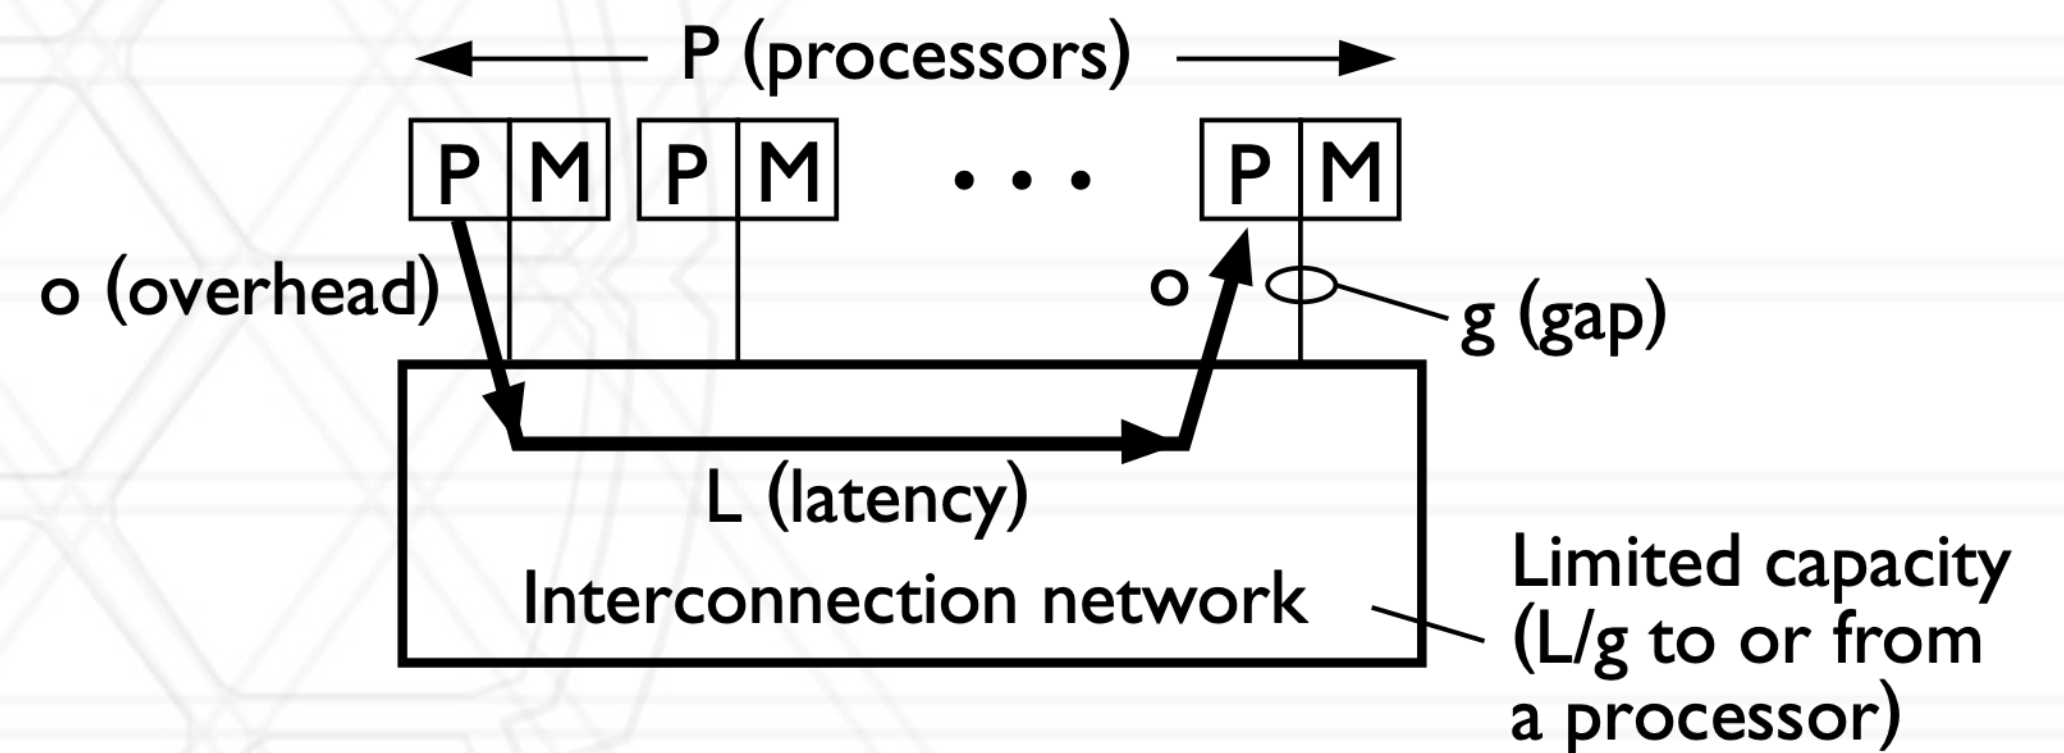 P (processors)
P M P M • • • P M
o (overhead)
o
g (gap)
L (latency)
Interconnection network
Limited capacity
(L/g to or from
a processor)